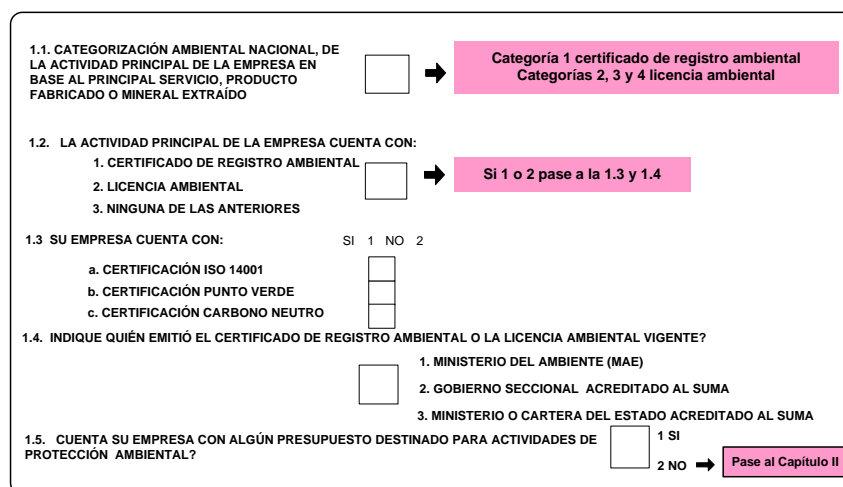 1.1. CATEGORIZACIÓN AMBIENTAL NACIONAL, DE
LA ACTIVIDAD PRINCIPAL DE LA EMPRESA EN
BASE AL PRINCIPAL SERVICIO, PRODUCTO
FABRICADO O MINERAL EXTRAÍDO
Categoría 1 certificado de registro ambiental
Categorías 2, 3 y 4 licencia ambiental
1.2. LA ACTIVIDAD PRINCIPAL DE LA EMPRESA CUENTA CON:
1. CERTIFICADO DE REGISTRO AMBIENTAL
2. LICENCIA AMBIENTAL
3. NINGUNA DE LAS ANTERIORES
Si 1 o 2 pase a la 1.3 y 1.4
1.3 SU EMPRESA CUENTA CON: SI 1 NO 2
a. CERTIFICACIÓN ISO 14001
b. CERTIFICACIÓN PUNTO VERDE
c. CERTIFICACIÓN CARBONO NEUTRO
1.4. INDIQUE QUIÉN EMITIÓ EL CERTIFICADO DE REGISTRO AMBIENTAL O LA LICENCIA AMBIENTAL VIGENTE?
1. MINISTERIO DEL AMBIENTE (MAE)
2. GOBIERNO SECCIONAL ACREDITADO AL SUMA
3. MINISTERIO O CARTERA DEL ESTADO ACREDITADO AL SUMA
1.5. CUENTA SU EMPRESA CON ALGÚN PRESUPUESTO DESTINADO PARA ACTIVIDADES DE
PROTECCIÓN AMBIENTAL?
1 SI
2 NO
Pase al Capítulo II